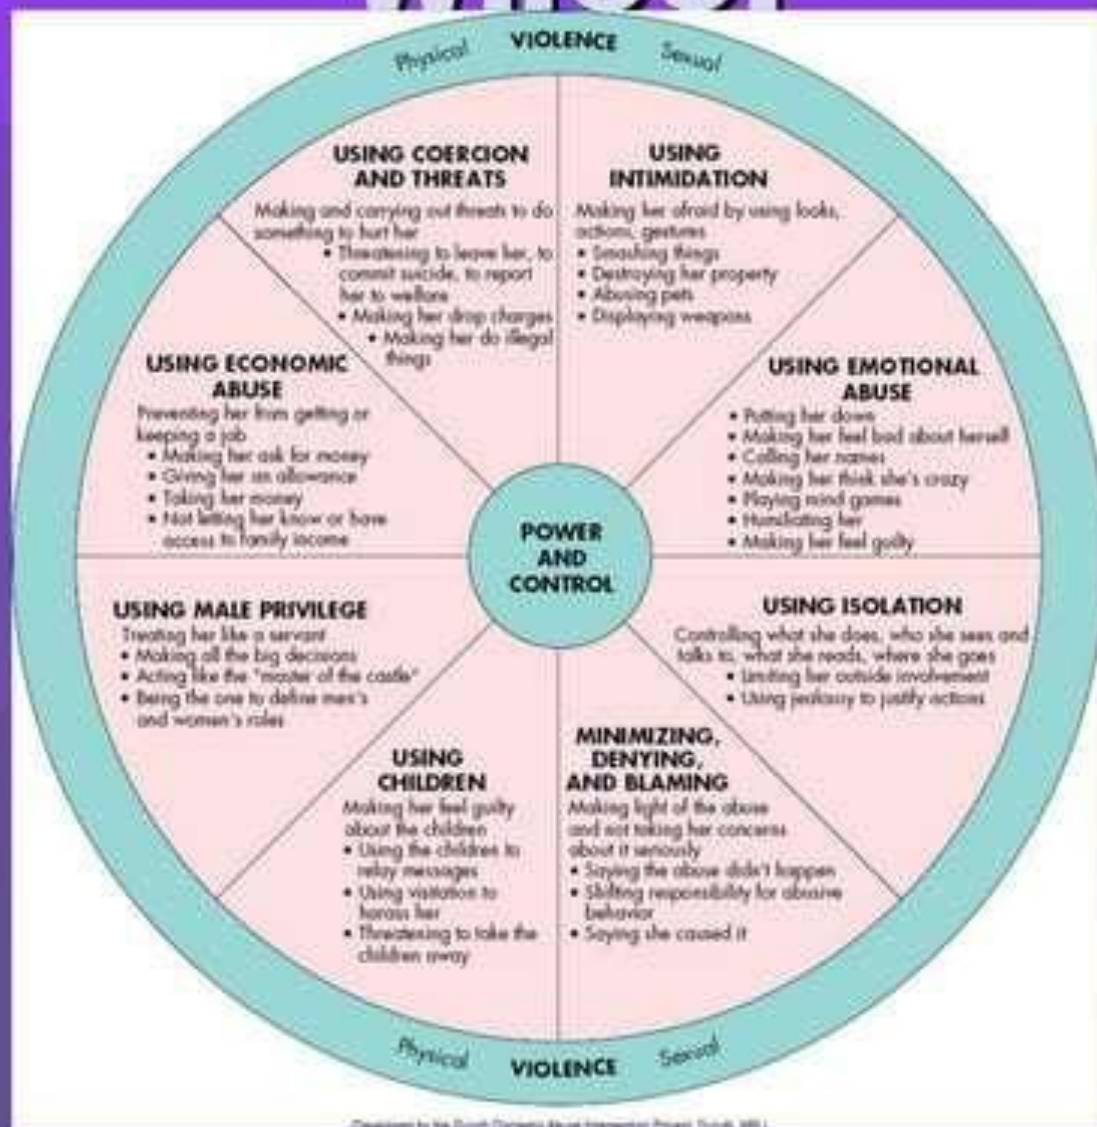 Wheel
Physical VIOLENCE Sexual
USING COERCION
AND THREATS
Making and carrying out threats to do
something to hurt her
• Threatening to leave her, to
commit suicide, to report
her to welfare
• Making her drop charges
• Making her do illegal
things
USING
INTIMIDATION
Making her afraid by using looks,
actions, gestures
• Smashing things
• Destroying her property
• Abusing pets
• Displaying weapons
USING ECONOMIC
ABUSE
Preventing her from getting or
keeping a job
• Making her ask for money
• Giving her an allowance
• Taking her money
• Not letting her know or have
access to family income
USING EMOTIONAL
ABUSE
• Putting her down
• Making her feel bad about herself
• Calling her names
• Making her think she's crazy
• Playing mind games
• Humiliating her
• Making her feel guilty
POWER
AND
CONTROL
USING MALE PRIVILEGE
Treating her like a servant
• Making all the big decisions
• Acting like the "master of the castle"
• Being the one to define men's
and women's roles
USING ISOLATION
Controlling what she does, who she sees and
talks to, what she reads, where she goes
• Limiting her outside involvement
• Using jealousy to justify actions
USING
CHILDREN
Making her feel guilty
about the children
• Using the children to
relay messages
• Using visitation to
harass her
• Threatening to take the
children away
MINIMIZING,
DENYING,
AND BLAMING
Making light of the abuse
and not taking her concerns
about it seriously
• Saying the abuse didn't happen
• Shifting responsibility for abusive
behavior
• Saying she caused it
Physical VIOLENCE Sexual
Developed by the Duluth Domestic Abuse Intervention Project, Duluth, MN